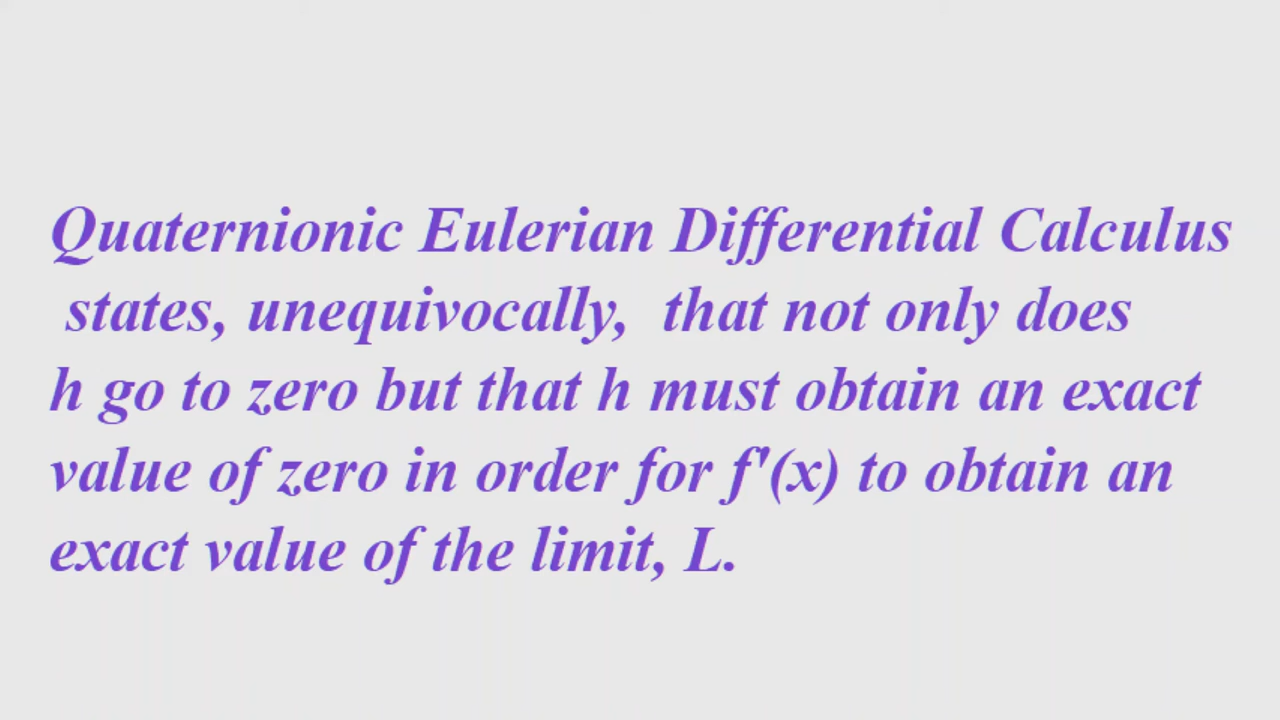 Quaternionic Eulerian Differential Calculus
states, unequivocally, that not only does
h go to zero but that h must obtain an exact
value of zero in order for f'(x) to obtain an
exact value of the limit, L.